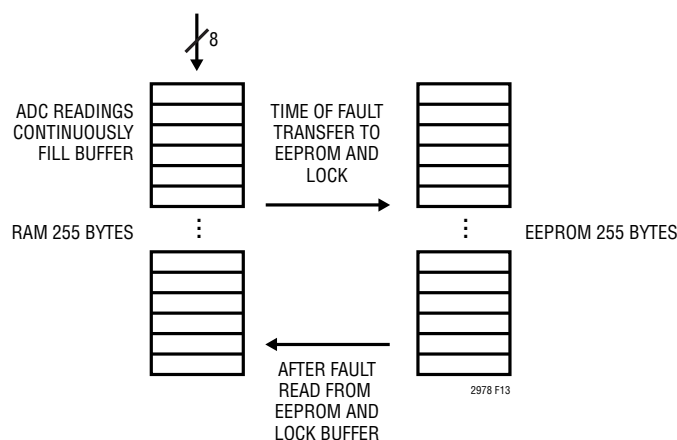 8
ADC READINGS
CONTINUOUSLY
FILL BUFFER
TIME OF FAULT
TRANSFER TO
EEPROM AND
LOCK
RAM 255 BYTES
EEPROM 255 BYTES
AFTER FAULT
READ FROM
EEPROM AND
LOCK BUFFER
2978 F13